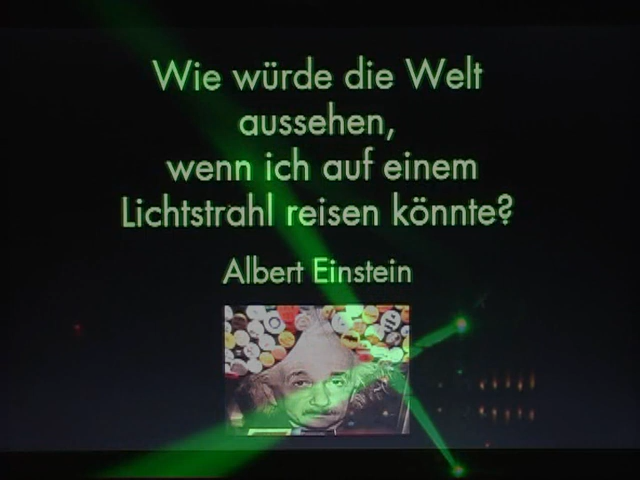 Wie würde die Welt
aussehen,
wenn ich auf einem
Lichtstrahl reisen könnte?
Albert Einstein